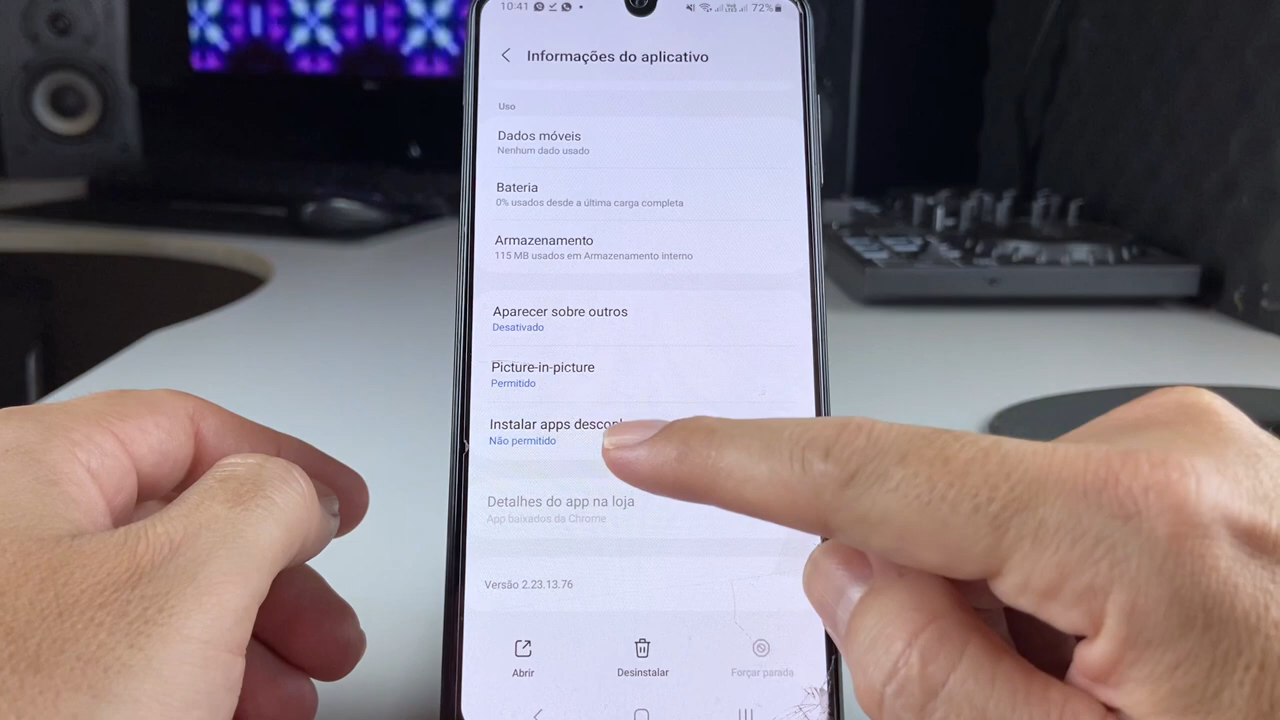 10:41
72%
Informações do aplicativo
Uso
Dados móveis
Nenhum dado usado
Bateria
0% usados desde a última carga completa
Armazenamento
115 MB usados em Armazenamento interno
Aparecer sobre outros
Desativado
Picture-in-picture
Permitido
Instalar apps
Não permitido
Detalhes do app na loja
App baixados da Chrome
Versão 2.23.13.76
Abrir
Desinstalar
Forçar parada